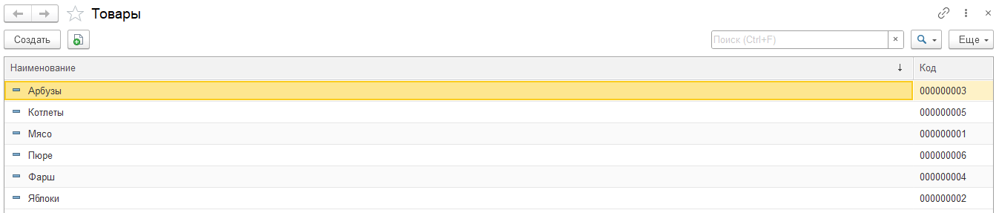 Товары
Создать Поиск (Ctrl+F) × Еще
Наименование ↓ Код
Арбузы 000000003
Котлеты 000000005
Мясо 000000001
Пюре 000000006
Фарш 000000004
Яблоки 000000002